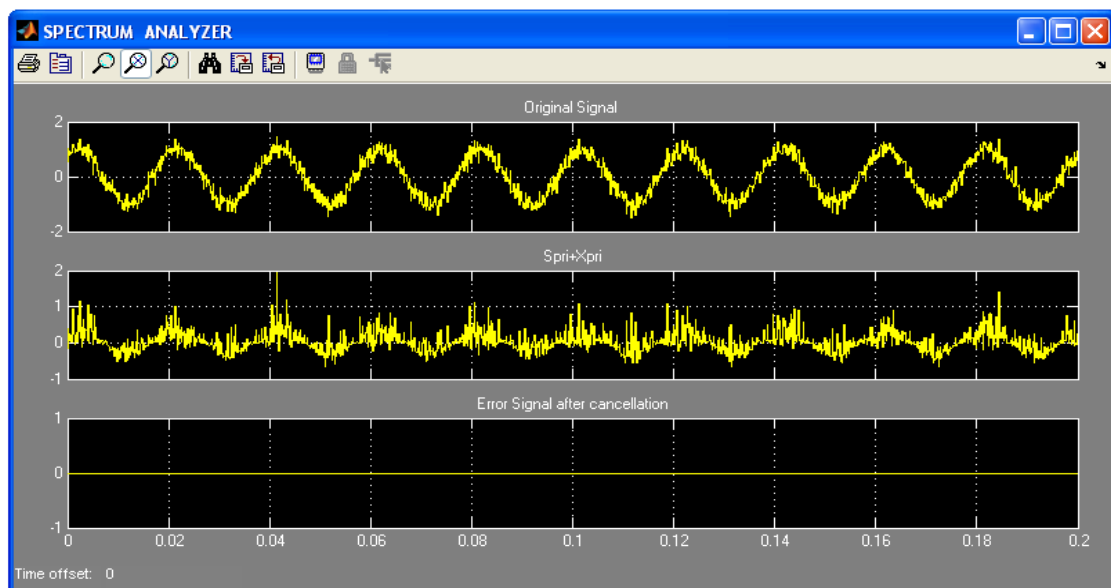 SPECTRUM ANALYZER
Original Signal
2
0
-2
Spri+Xpri
2
1
0
-1
Error Signal after cancellation
1
0
-1
0 0.02 0.04 0.06 0.08 0.1 0.12 0.14 0.16 0.18 0.2
Time offset: 0